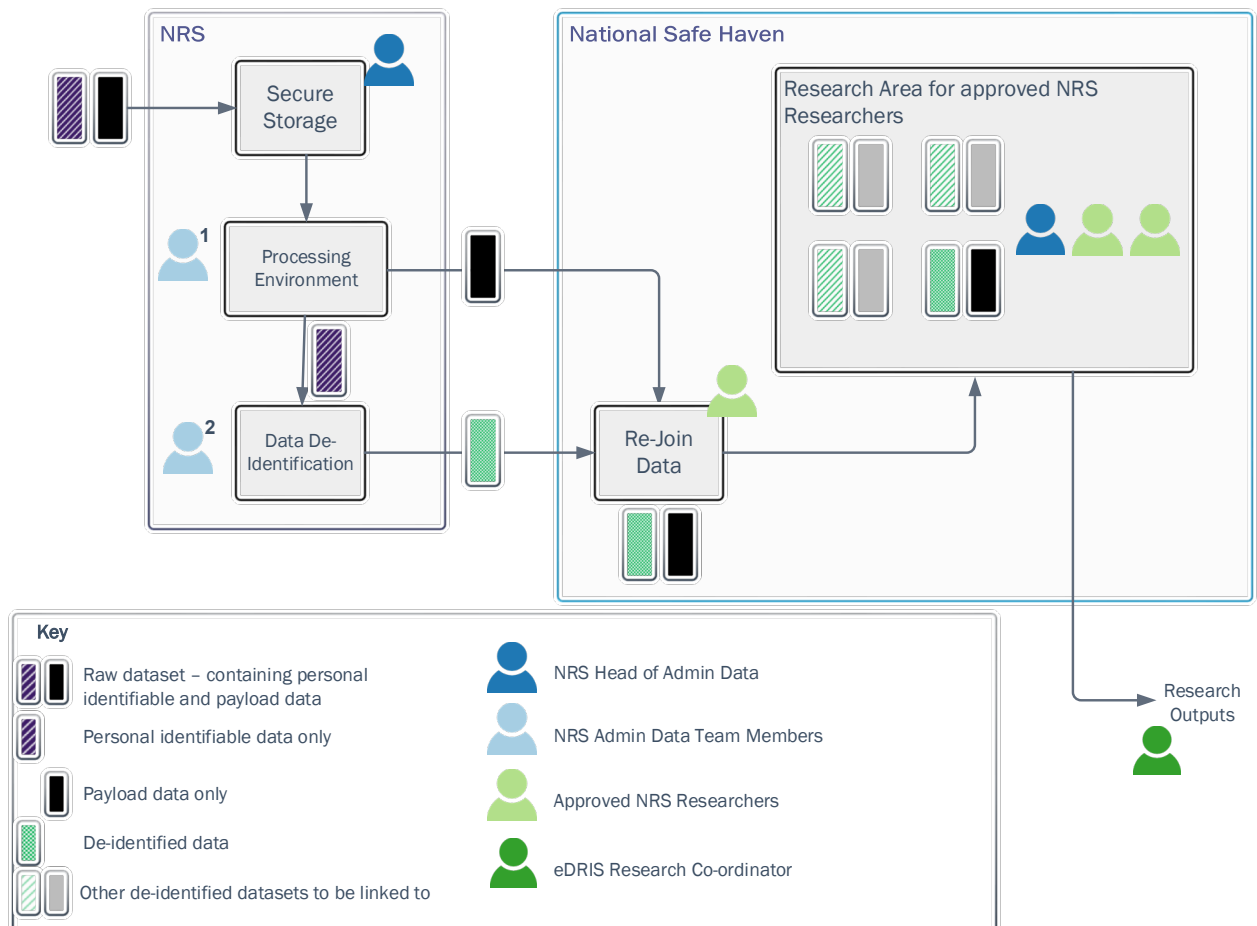 NRS
National Safe Haven
Secure
Storage
Research Area for approved NRS
Researchers
1
Processing
Environment
2
Data De-
Identification
Re-Join
Data
Research
Outputs
Key
Raw dataset – containing personal
identifiable and payload data
Personal identifiable data only
Payload data only
De-identified data
Other de-identified datasets to be linked to
NRS Head of Admin Data
NRS Admin Data Team Members
Approved NRS Researchers
eDRIS Research Co-ordinator